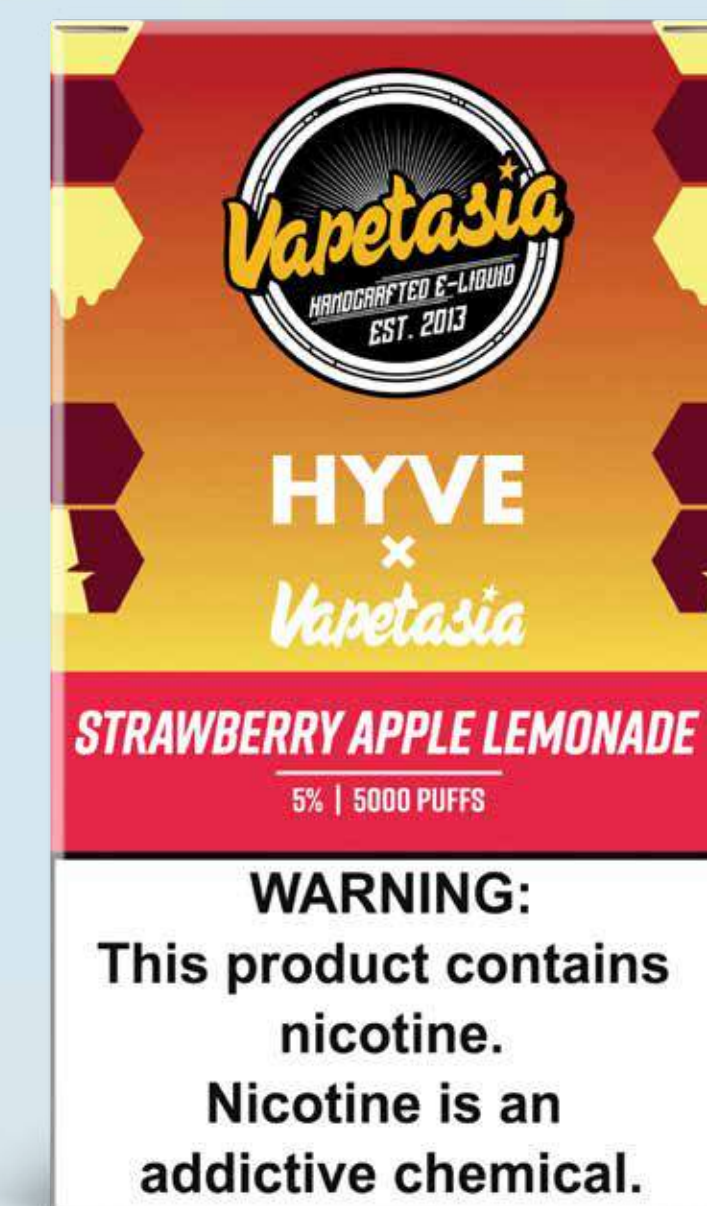 Vapetasia
HANDCRAFTED E-LIQUID
EST. 2013
HYVE
×
Vapetasia
STRAWBERRY APPLE LEMONADE
5% | 5000 PUFFS
WARNING:
This product contains
nicotine.
Nicotine is an
addictive chemical.